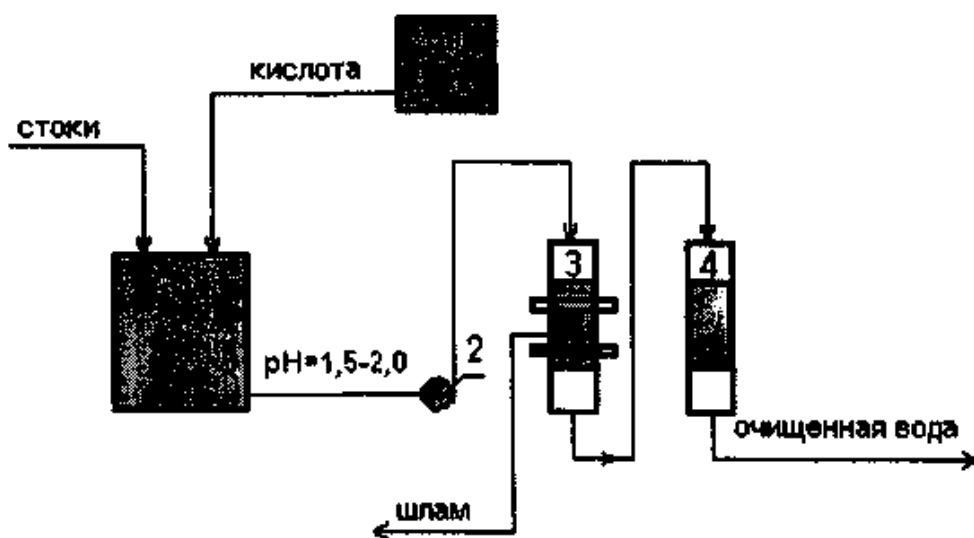 кислота
стоки
3
4
pH=1,5-2,0
2
очищенная вода
шлам